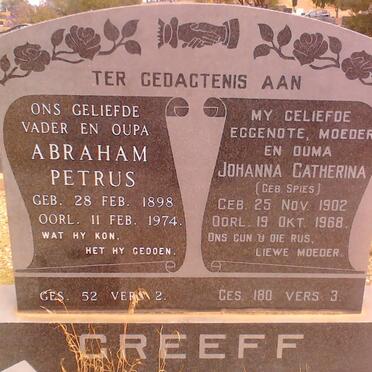 TER GEDACTENIS AAN
ONS GELIEFDE
VADER EN OUPA
ABRAHAM
PETRUS
GEB. 28 FEB. 1898
OORL. 11 FEB. 1974.
WAT HY KON,
HET HY GEDOEN.
GES. 52 VERS 2.
MY GELIEFDE
EGGENOTE, MOEDER
EN OUMA
JOHANNA CATHERINA
(GEB. SPIES)
GEB. 25 NOV. 1902
OORL. 19 OKT. 1968.
ONS GUN U DIE RUS,
LIEWE MOEDER.
GES. 180 VERS 3.
GREEFF